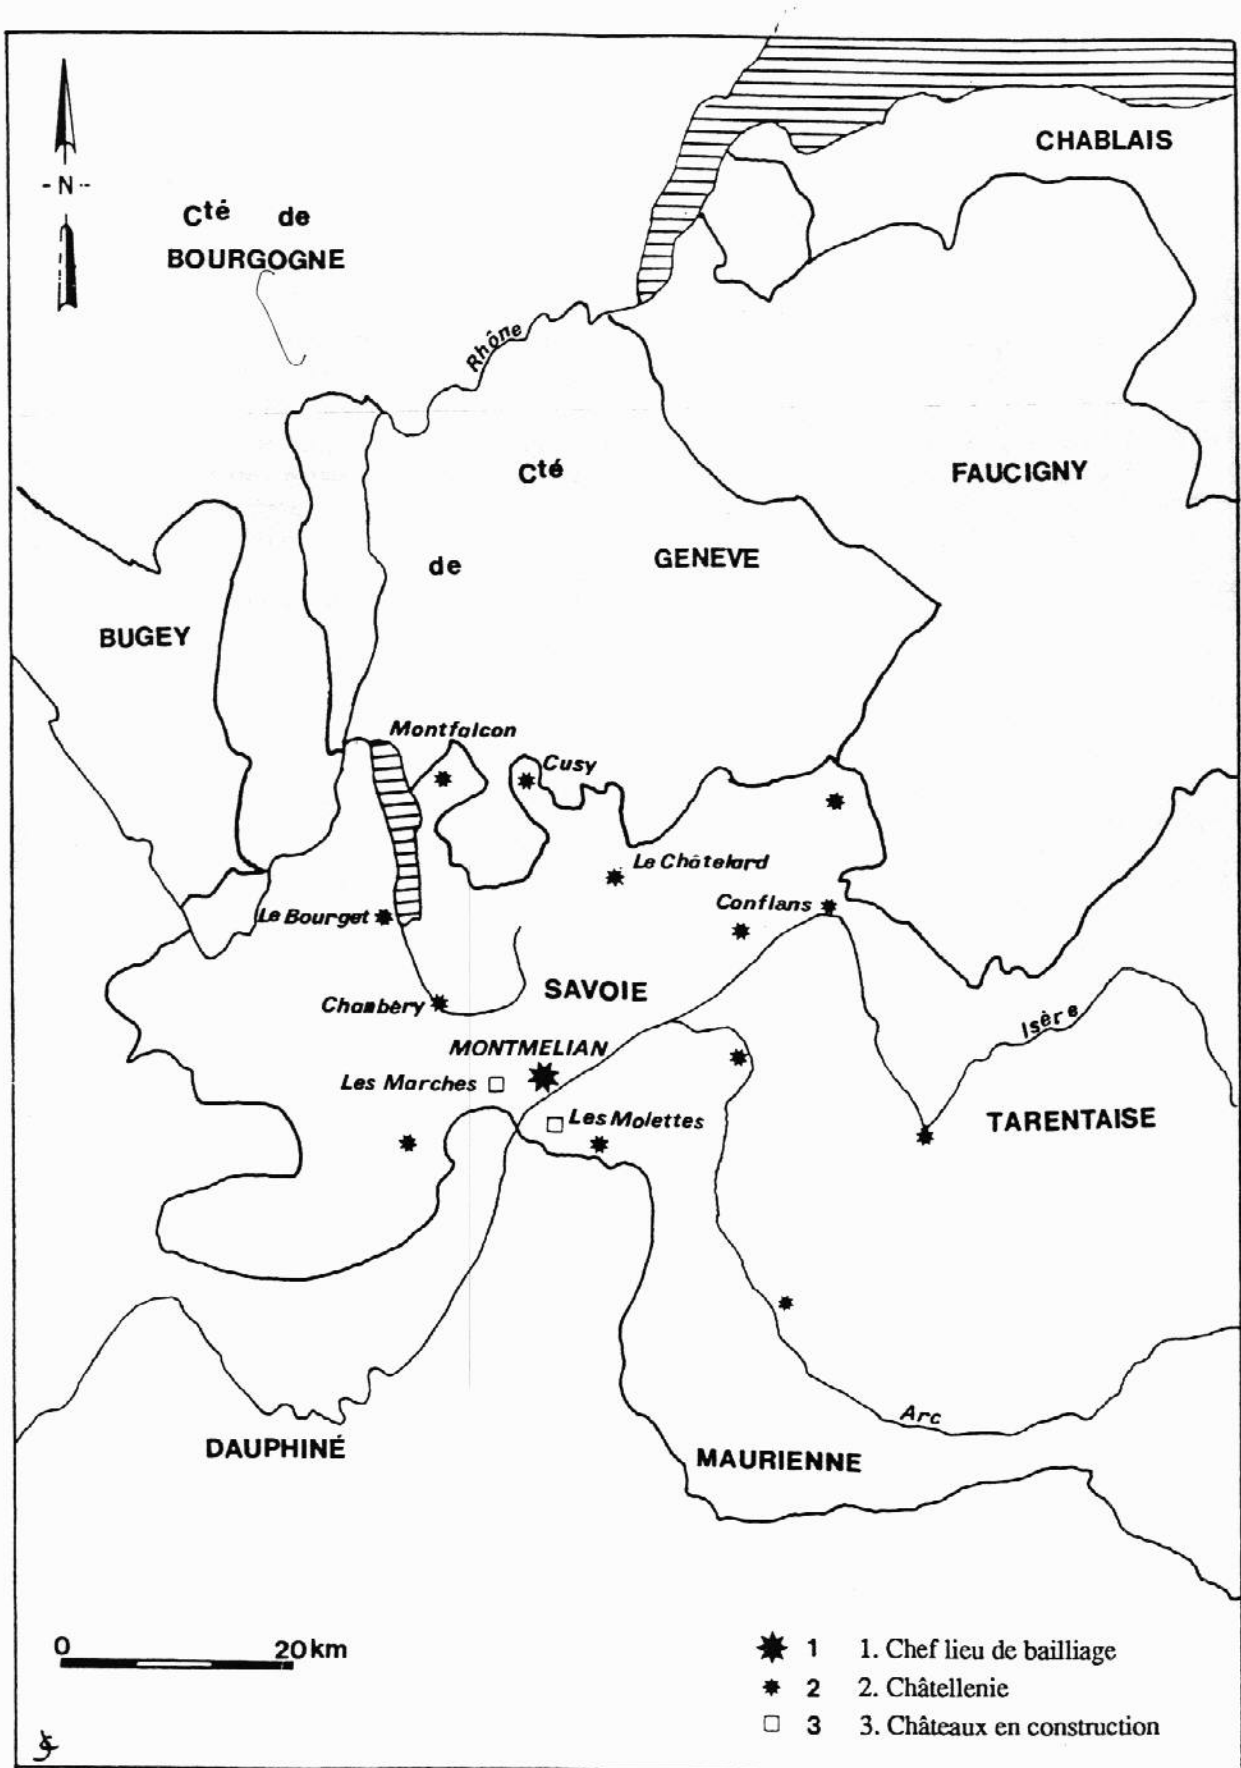 CHABLAIS
- N -
Cté de
BOURGOGNE
Rhône
Cté
FAUCIGNY
de
GENEVE
BUGEY
Montfalcon
Cusy
Le Châtelard
Conflans
Le Bourget
SAVOIE
Chambéry
Isère
MONTMELIAN
Les Marches
Les Molettes
TARENTAISE
Arc
DAUPHINÉ
MAURIENNE
0 20 km
1 1. Chef lieu de bailliage
2 2. Châtellenie
3 3. Châteaux en construction